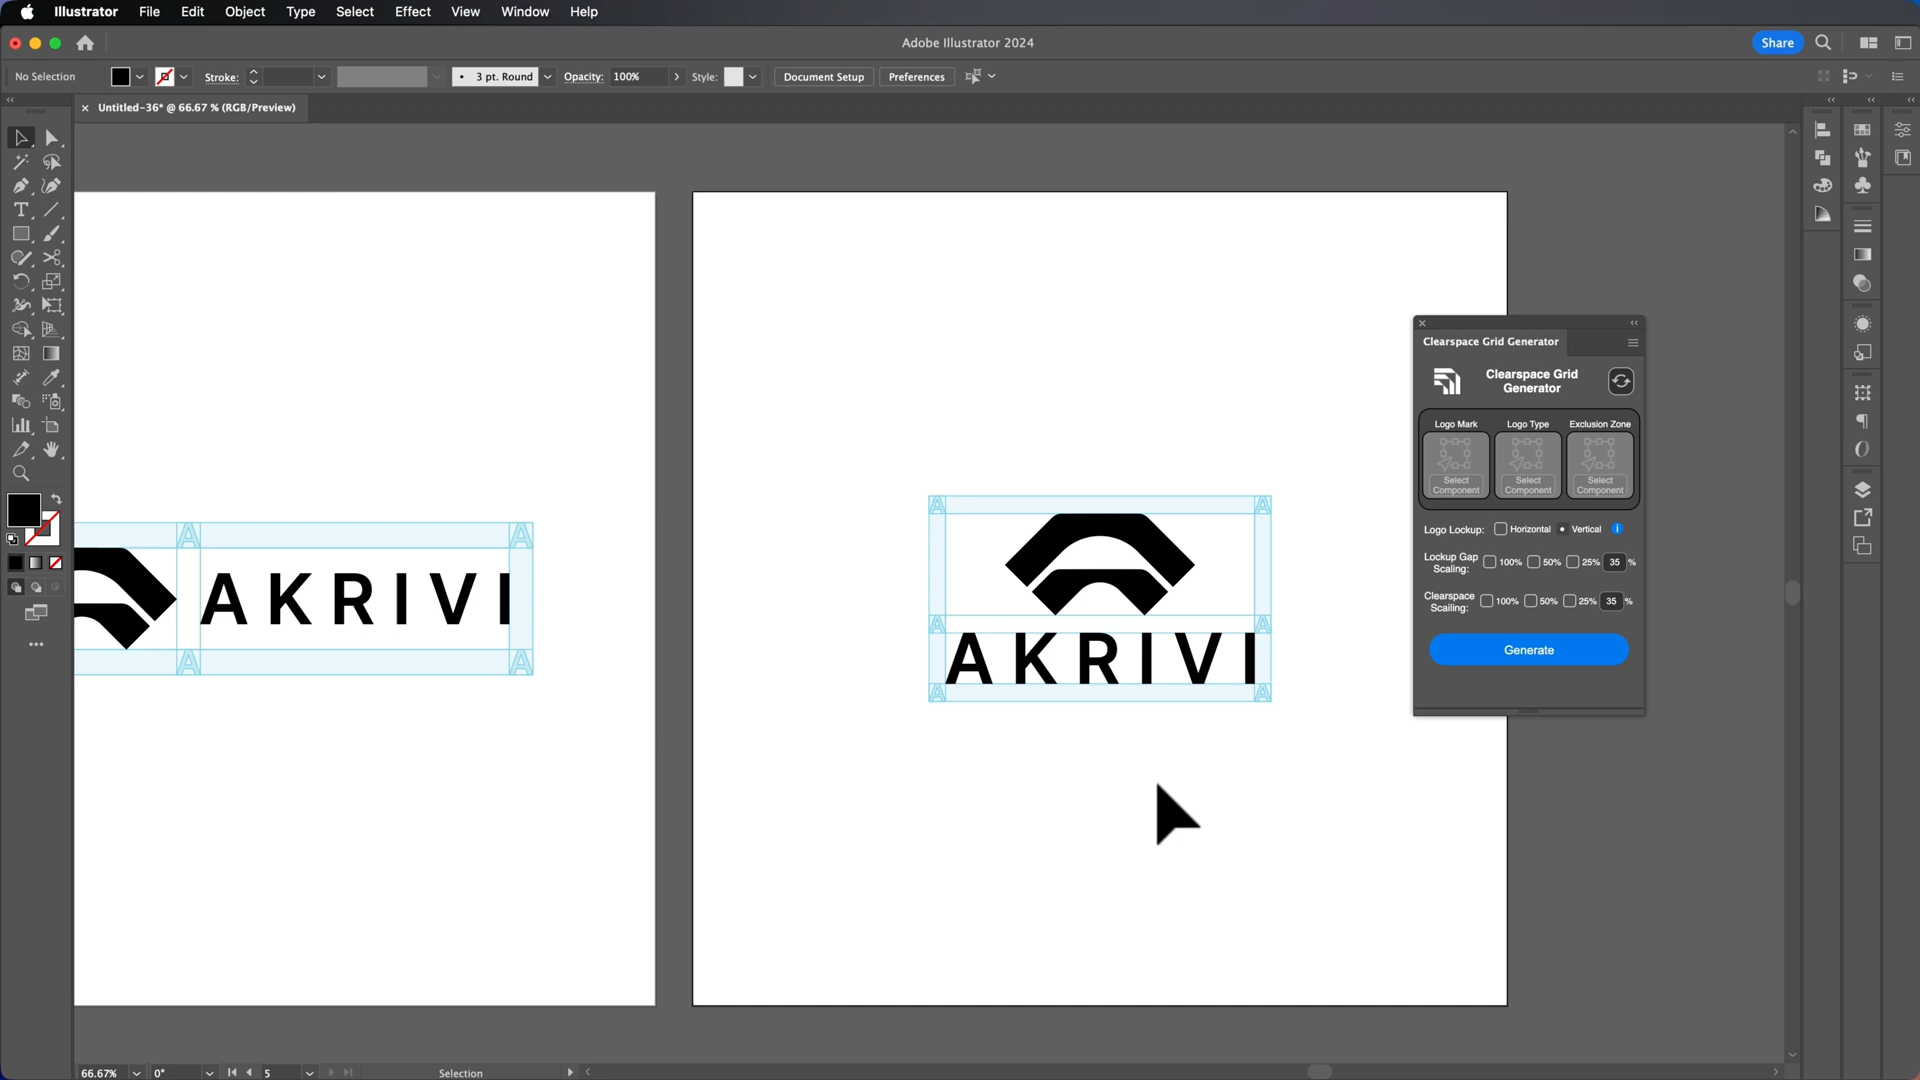 Illustrator File Edit Object Type Select Effect View Window Help
Adobe Illustrator 2024
Share
No Selection
Stroke:
3 pt. Round
Opacity: 100%
Style:
Document Setup
Preferences
Untitled-36* @ 66.67 % (RGB/Preview)
Clearspace Grid Generator
Clearspace Grid
Generator
Logo Mark Logo Type Exclusion Zone
Select Component
Select Component
Select Component
Logo Lockup: Horizontal Vertical
Lockup Gap Scaling: 100% 50% 25% 35 %
Clearspace Scaling: 100% 50% 25% 35 %
Generate
A A
AKRIVI
A A
A A
A A
AKRIVI
A A
66.67% 0° 5 Selection